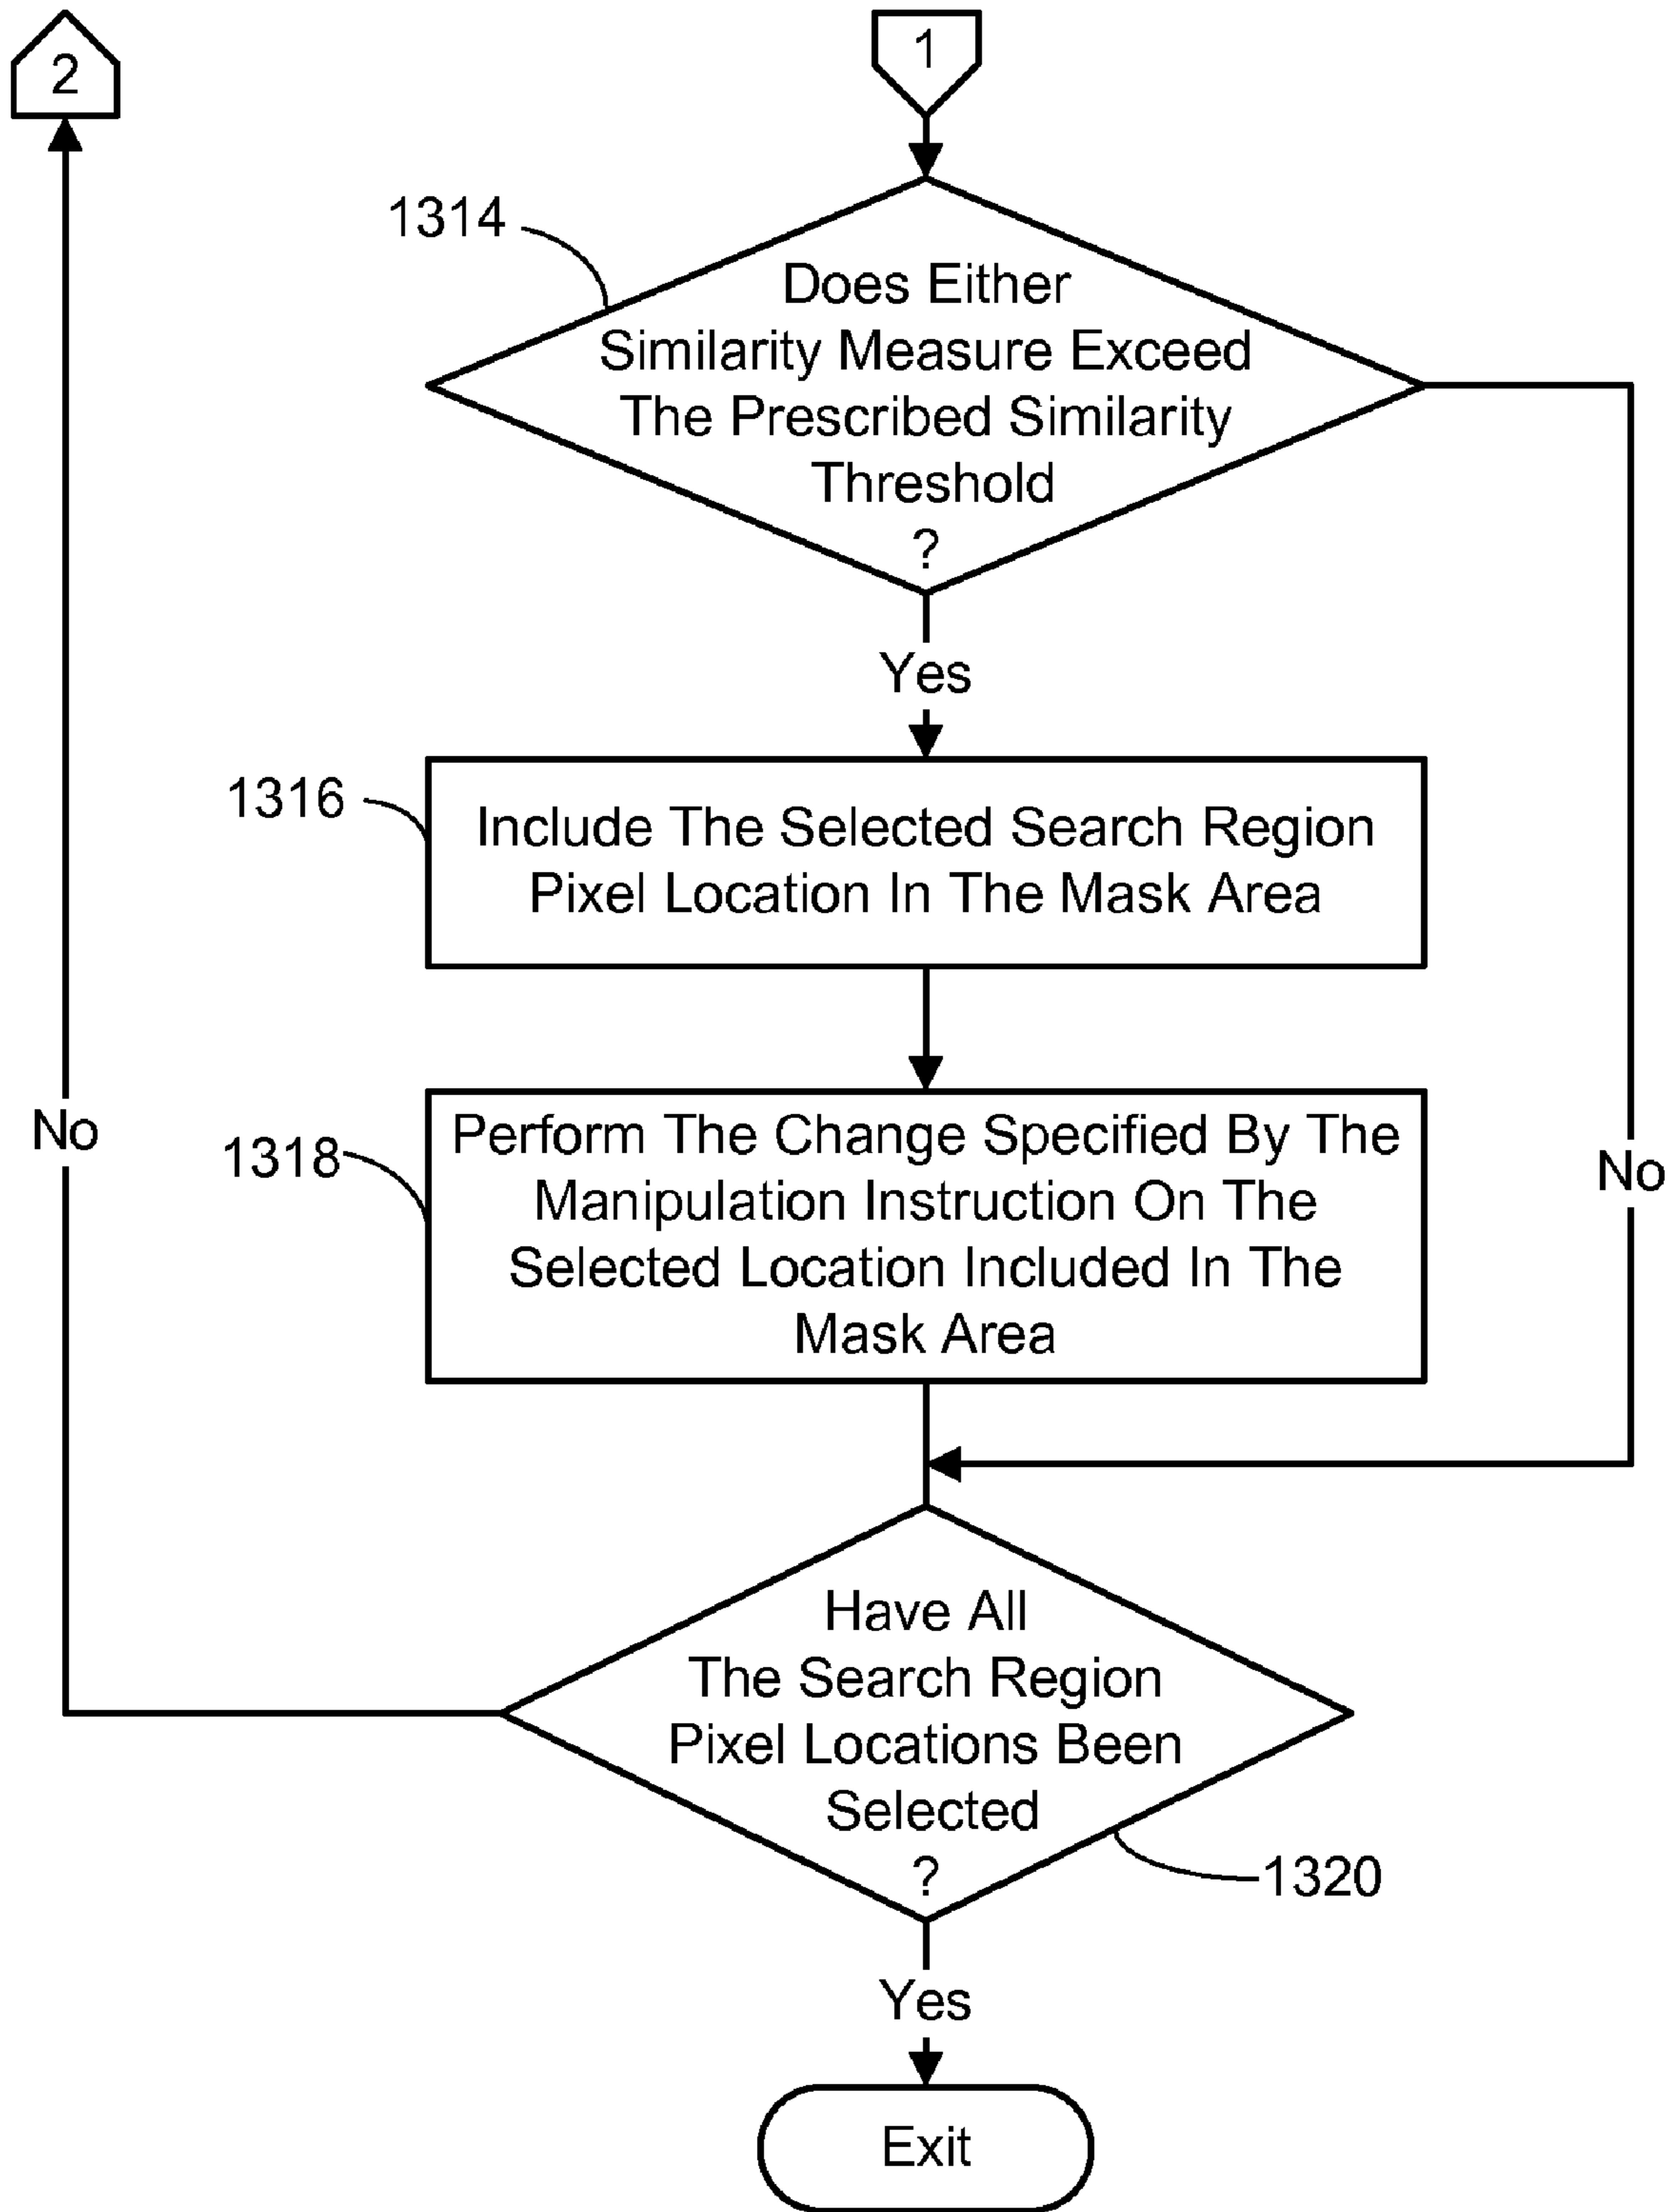 2
1
1314
Does Either
Similarity Measure Exceed
The Prescribed Similarity
Threshold
?
Yes
1316
Include The Selected Search Region
Pixel Location In The Mask Area
No
1318
Perform The Change Specified By The
Manipulation Instruction On The
Selected Location Included In The
Mask Area
No
Have All
The Search Region
Pixel Locations Been
Selected
?
1320
Yes
Exit